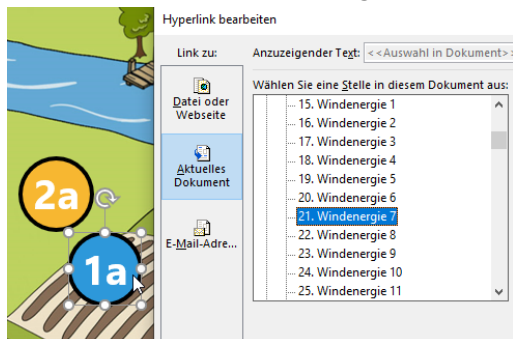 Hyperlink bearbeiten
Link zu:
Anzuzeigender Text: <<Auswahl in Dokument>>
Datei oder
Webseite
Aktuelles
Dokument
E-Mail-Adre...
Wählen Sie eine Stelle in diesem Dokument aus:
15. Windenergie 1
16. Windenergie 2
17. Windenergie 3
18. Windenergie 4
19. Windenergie 5
20. Windenergie 6
21. Windenergie 7
22. Windenergie 8
23. Windenergie 9
24. Windenergie 10
25. Windenergie 11
2a
1a